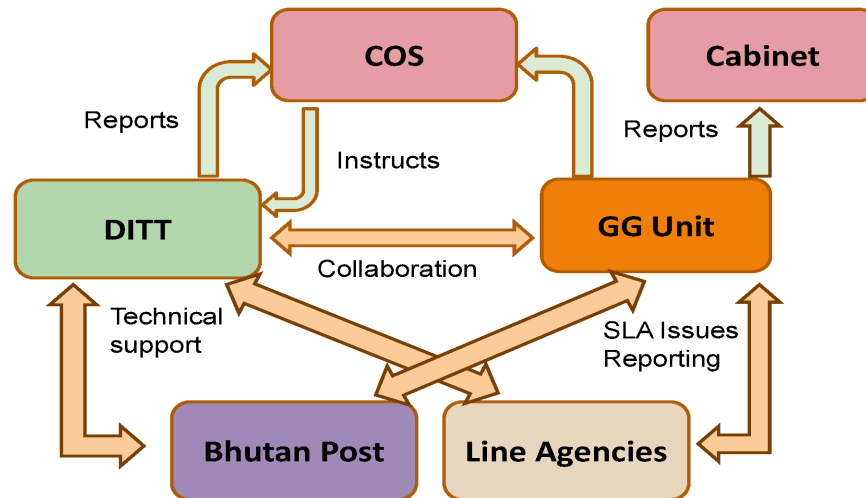 COS
Cabinet
Reports
Reports
Instructs
DITT
GG Unit
Collaboration
Technical
support
SLA Issues
Reporting
Bhutan Post
Line Agencies